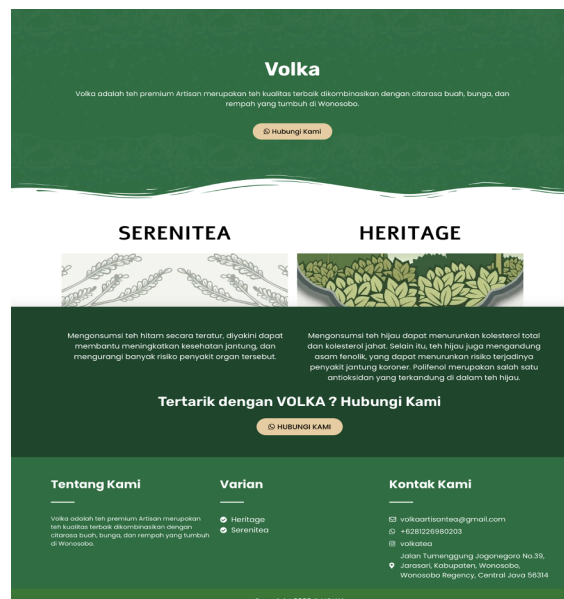 Volka
Volka adalah teh premium Artisan merupakan teh kualitas terbaik dikombinasikan dengan citarasa buah, bunga, dan
rempah yang tumbuh di Wonosobo.
Hubungi Kami
SERENITEA
HERITAGE
Mengonsumsi teh hitam secara teratur, diyakini dapat
membantu meningkatkan kesehatan jantung, dan
mengurangi banyak risiko penyakit organ tersebut.
Mengonsumsi teh hijau dapat menurunkan kolesterol total
dan kolesterol jahat. Selain itu, teh hijau juga mengandung
asam fenolik, yang dapat menurunkan risiko terjadinya
penyakit jantung koroner. Polifenol merupakan salah satu
antioksidan yang terkandung di dalam teh hijau.
Tertarik dengan VOLKA ? Hubungi Kami
HUBUNGI KAMI
Tentang Kami
Volka adalah teh premium Artisan merupakan
teh kualitas terbaik dikombinasikan dengan
citarasa buah, bunga, dan rempah yang tumbuh
di Wonosobo.
Varian
Heritage
Serenitea
Kontak Kami
volkaartisantea@gmail.com
+6281226980203
volkatea
Jalan Tumenggung Jogonegoro No.39,
Jarasari, Kabupaten, Wonosobo,
Wonosobo Regency, Central Java 56314